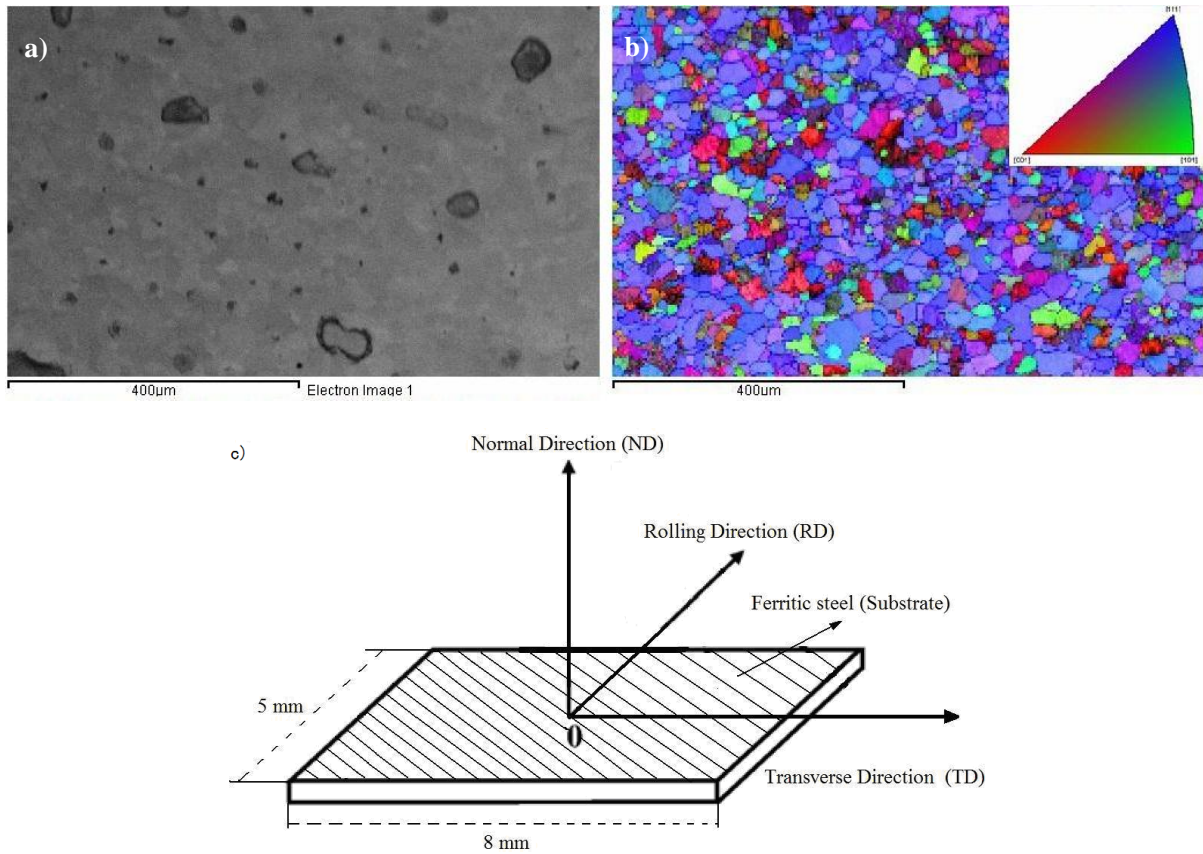 a)
400μm
Electron Image 1
b)
[111]
[001]
[101]
400μm
c)
Normal Direction (ND)
Rolling Direction (RD)
Ferritic steel (Substrate)
5 mm
0
Transverse Direction (TD)
8 mm